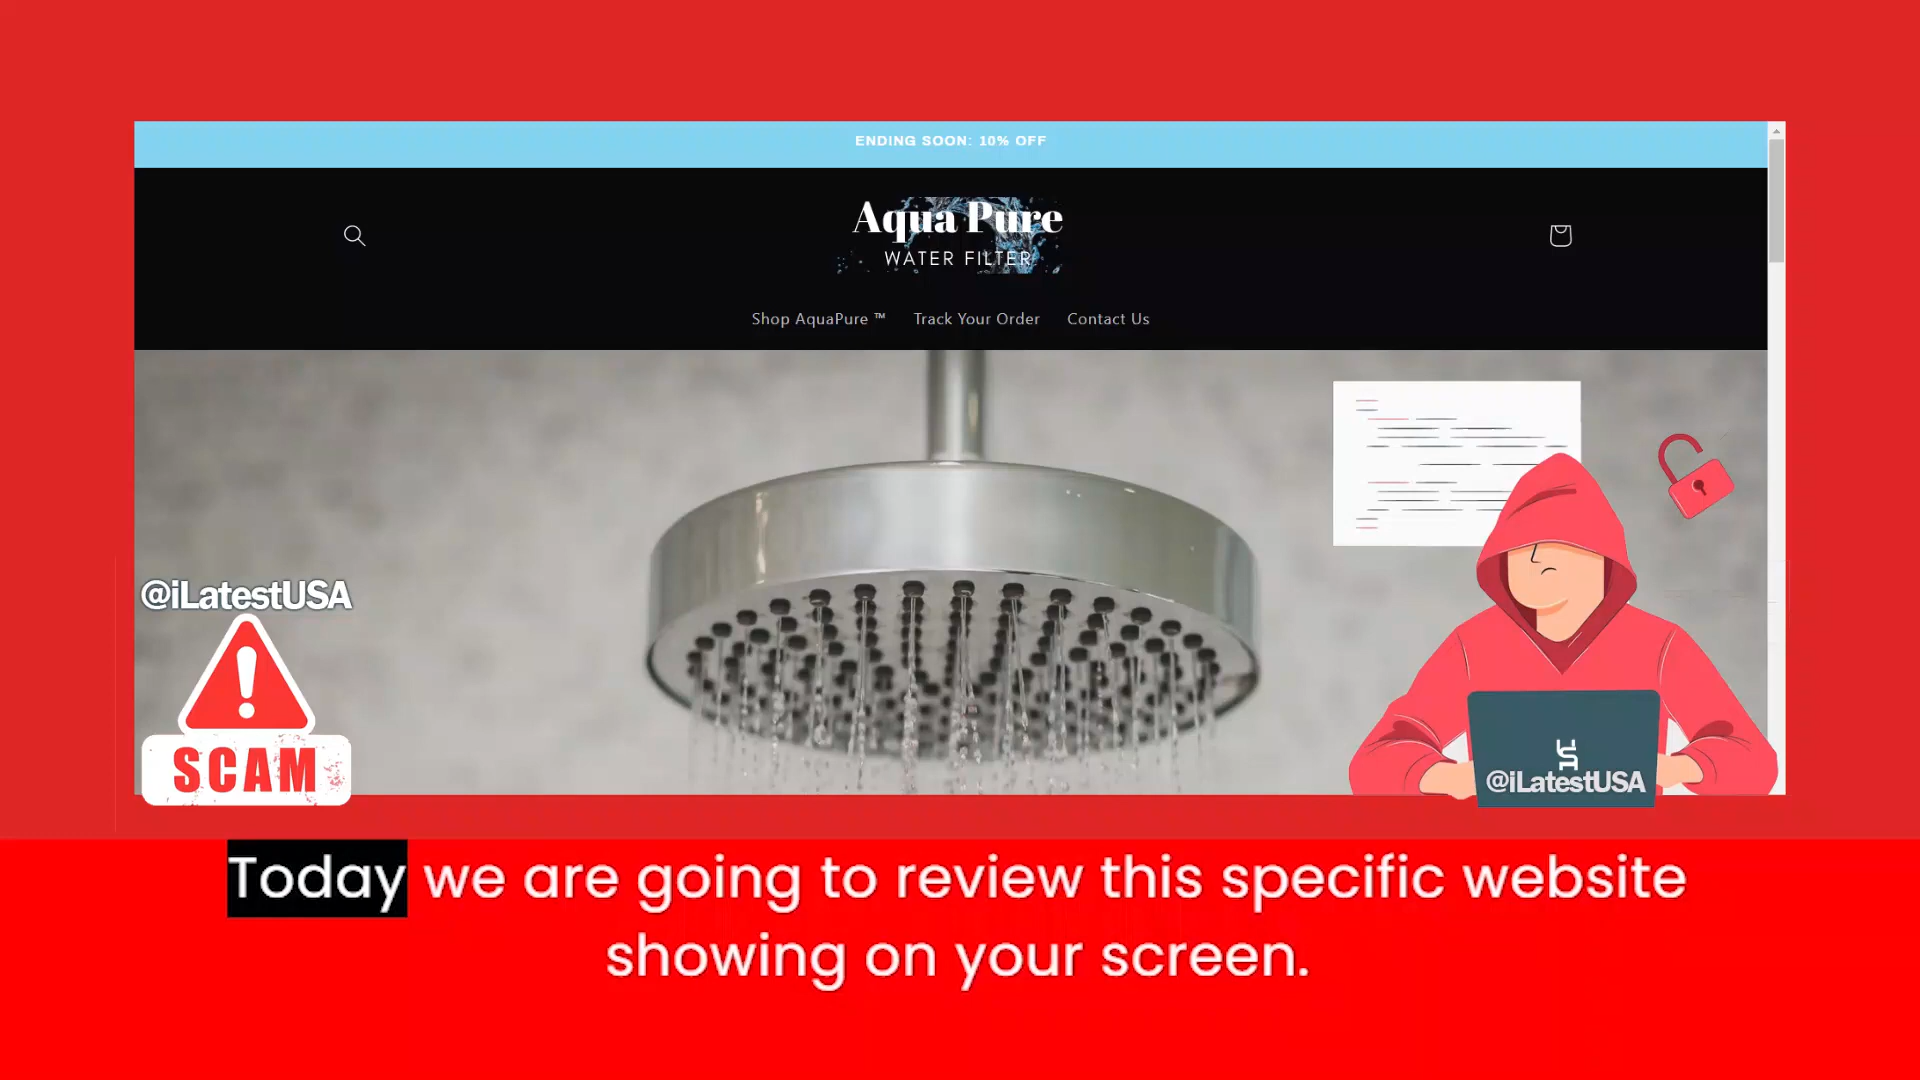 ENDING SOON: 10% OFF
Aqua Pure
WATER FILTER
Shop AquaPure ™ Track Your Order Contact Us
@iLatestUSA
SCAM
@iLatestUSA
Today we are going to review this specific website
showing on your screen.